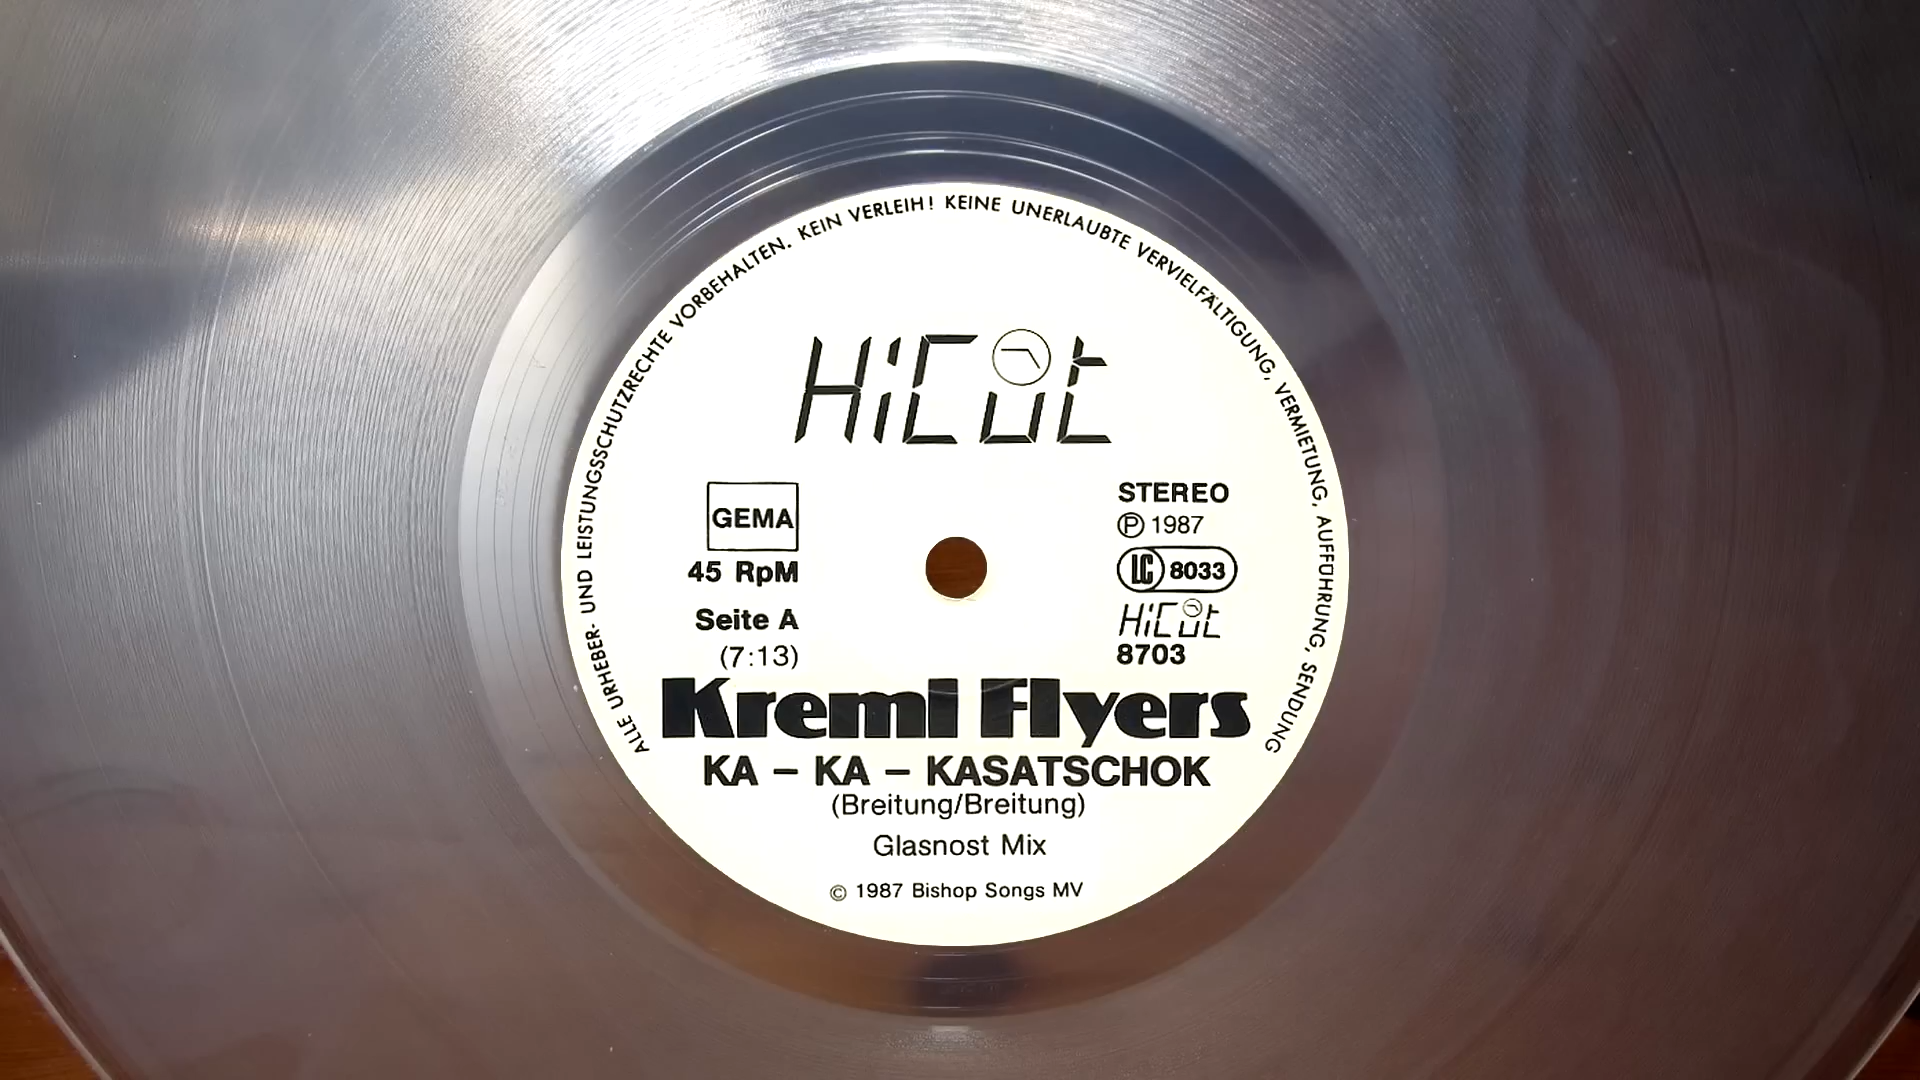 ALLE URHEBER- UND LEISTUNGSSCHUTZRECHTE VORBEHALTEN. KEIN VERLEIH! KEINE UNERLAUBTE VERVIELFÄLTIGUNG, VERMIETUNG, AUFFÜHRUNG, SENDUNG
HiCut
GEMA
45 RpM
Seite A
(7:13)
STEREO
Ⓟ 1987
LC 8033
HiCut
8703
Kreml Flyers
KA – KA – KASATSCHOK
(Breitung/Breitung)
Glasnost Mix
© 1987 Bishop Songs MV